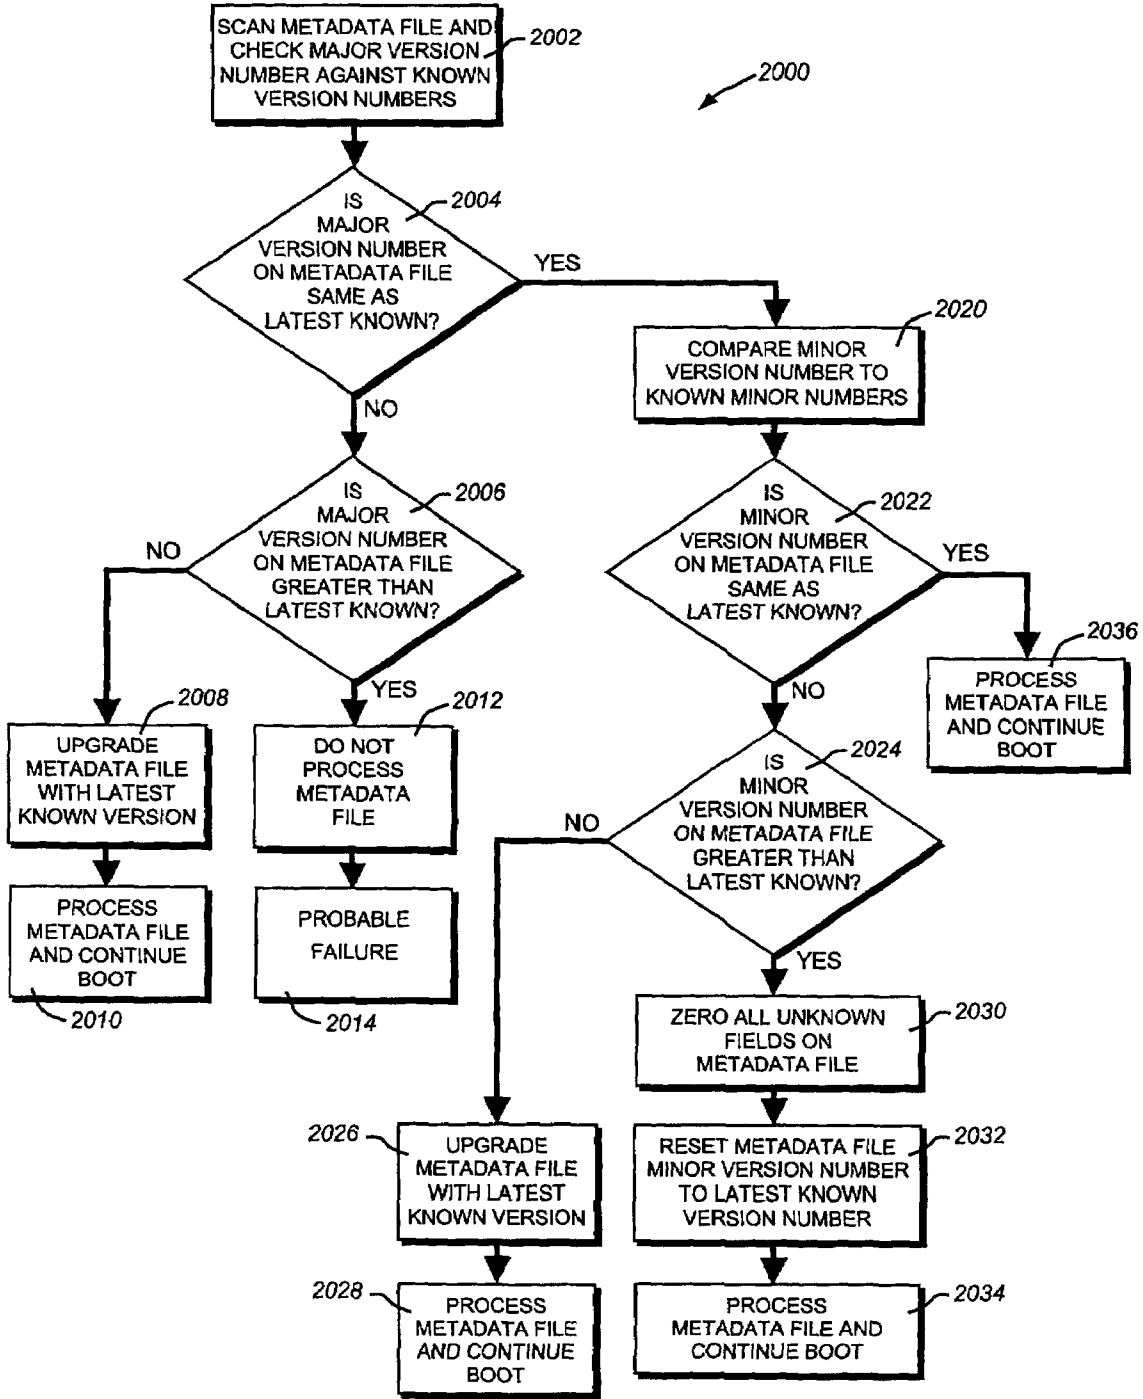 SCAN METADATA FILE AND
CHECK MAJOR VERSION
NUMBER AGAINST KNOWN
VERSION NUMBERS
2002
2000
IS
MAJOR
VERSION NUMBER
ON METADATA FILE
SAME AS
LATEST KNOWN?
2004
YES
NO
2020
COMPARE MINOR
VERSION NUMBER TO
KNOWN MINOR NUMBERS
IS
MAJOR
VERSION NUMBER
ON METADATA FILE
GREATER THAN
LATEST KNOWN?
2006
NO
YES
IS
MINOR
VERSION NUMBER
ON METADATA FILE
SAME AS
LATEST KNOWN?
2022
YES
NO
2036
PROCESS
METADATA FILE
AND CONTINUE
BOOT
2008
UPGRADE
METADATA FILE
WITH LATEST
KNOWN VERSION
2012
DO NOT
PROCESS
METADATA
FILE
IS
MINOR
VERSION NUMBER
ON METADATA FILE
GREATER THAN
LATEST KNOWN?
2024
NO
YES
PROCESS
METADATA FILE
AND CONTINUE
BOOT
2010
PROBABLE
FAILURE
2014
ZERO ALL UNKNOWN
FIELDS ON
METADATA FILE
2030
2026
UPGRADE
METADATA FILE
WITH LATEST
KNOWN VERSION
RESET METADATA FILE
MINOR VERSION NUMBER
TO LATEST KNOWN
VERSION NUMBER
2032
2028
PROCESS
METADATA FILE
AND CONTINUE
BOOT
PROCESS
METADATA FILE AND
CONTINUE BOOT
2034